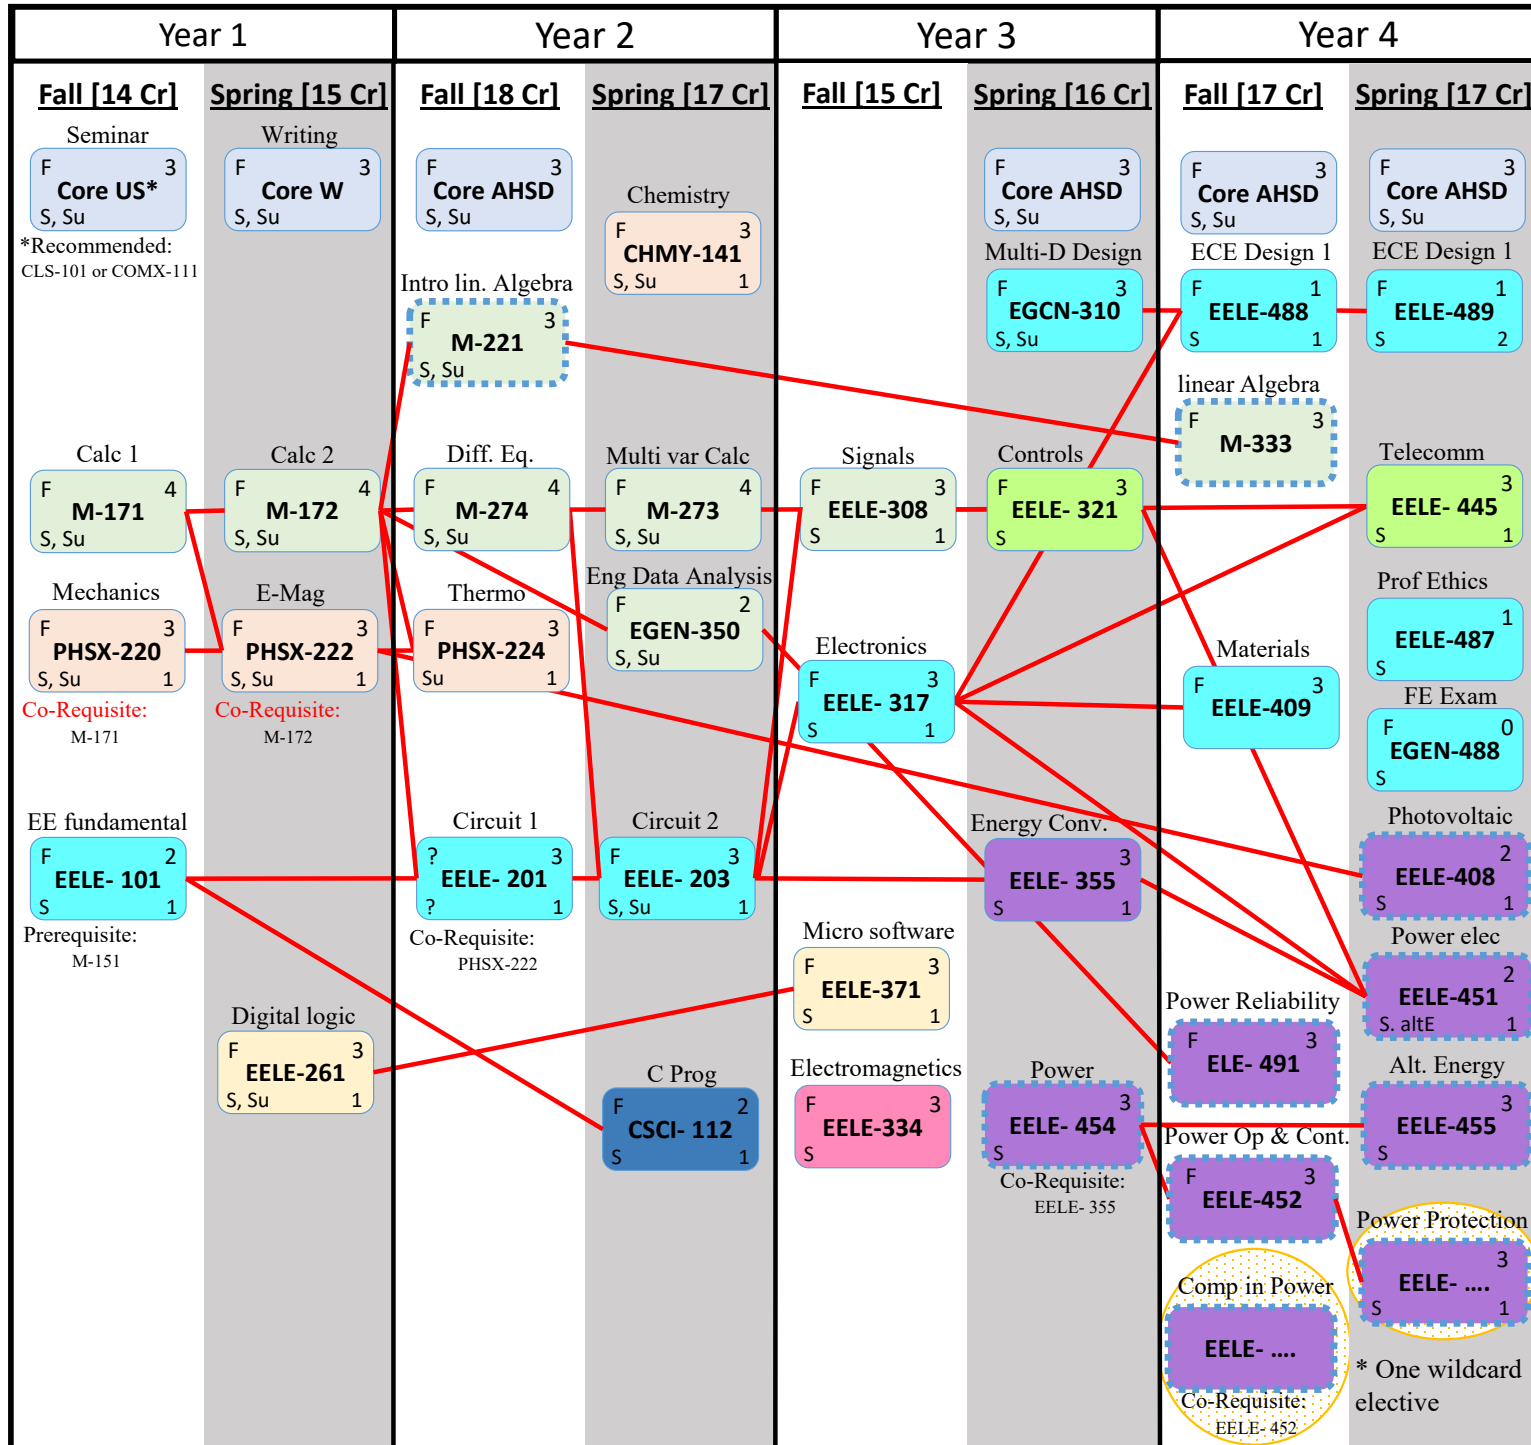 Year 1
Year 2
Year 3
Year 4
Fall [14 Cr]
Spring [15 Cr]
Fall [18 Cr]
Spring [17 Cr]
Fall [15 Cr]
Spring [16 Cr]
Fall [17 Cr]
Spring [17 Cr]
Seminar
F 3
Core US*
S, Su
*Recommended:
CLS-101 or COMX-111
Calc 1
F 4
M-171
S, Su
Mechanics
F 3
PHSX-220
S, Su 1
Co-Requisite:
M-171
EE fundamental
F 2
EELE- 101
S 1
Prerequisite:
M-151
Writing
F 3
Core W
S, Su
Calc 2
F 4
M-172
S, Su
E-Mag
F 3
PHSX-222
S, Su 1
Co-Requisite:
M-172
Digital logic
F 3
EELE-261
S, Su 1
F 3
Core AHSD
S, Su
Intro lin. Algebra
F 3
M-221
S, Su
Diff. Eq.
F 4
M-274
S, Su
Thermo
F 3
PHSX-224
Su 1
Circuit 1
? 3
EELE- 201
? 1
Co-Requisite:
PHSX-222
Chemistry
F 3
CHMY-141
S, Su 1
Multi var Calc
F 4
M-273
S, Su
Eng Data Analysis
F 2
EGEN-350
S, Su
Circuit 2
F 3
EELE- 203
S, Su 1
C Prog
F 2
CSCI- 112
S 1
Signals
F 3
EELE-308
S 1
Electronics
F 3
EELE- 317
S 1
Micro software
F 3
EELE-371
S 1
Electromagnetics
F 3
EELE-334
S
F 3
Core AHSD
S, Su
Multi-D Design
F 3
EGCN-310
S, Su
Controls
F 3
EELE- 321
S
Energy Conv.
3
EELE- 355
S 1
Power
3
EELE- 454
S
Co-Requisite:
EELE- 355
F 3
Core AHSD
S, Su
ECE Design 1
F 1
EELE-488
S 1
linear Algebra
F 3
M-333
Materials
F 3
EELE-409
Power Reliability
F 3
ELE- 491
Power Op & Cont.
F 3
EELE-452
Comp in Power
EELE- ....
Co-Requisite:
EELE- 452
F 3
Core AHSD
S, Su
ECE Design 1
F 1
EELE-489
S 2
Telecomm
3
EELE- 445
S 1
Prof Ethics
1
EELE-487
S
FE Exam
F 0
EGEN-488
S
Photovoltaic
2
EELE-408
S 1
Power elec
2
EELE-451
S. altE 1
Alt. Energy
3
EELE-455
S
Power Protection
3
EELE- ....
S 1
* One wildcard
elective